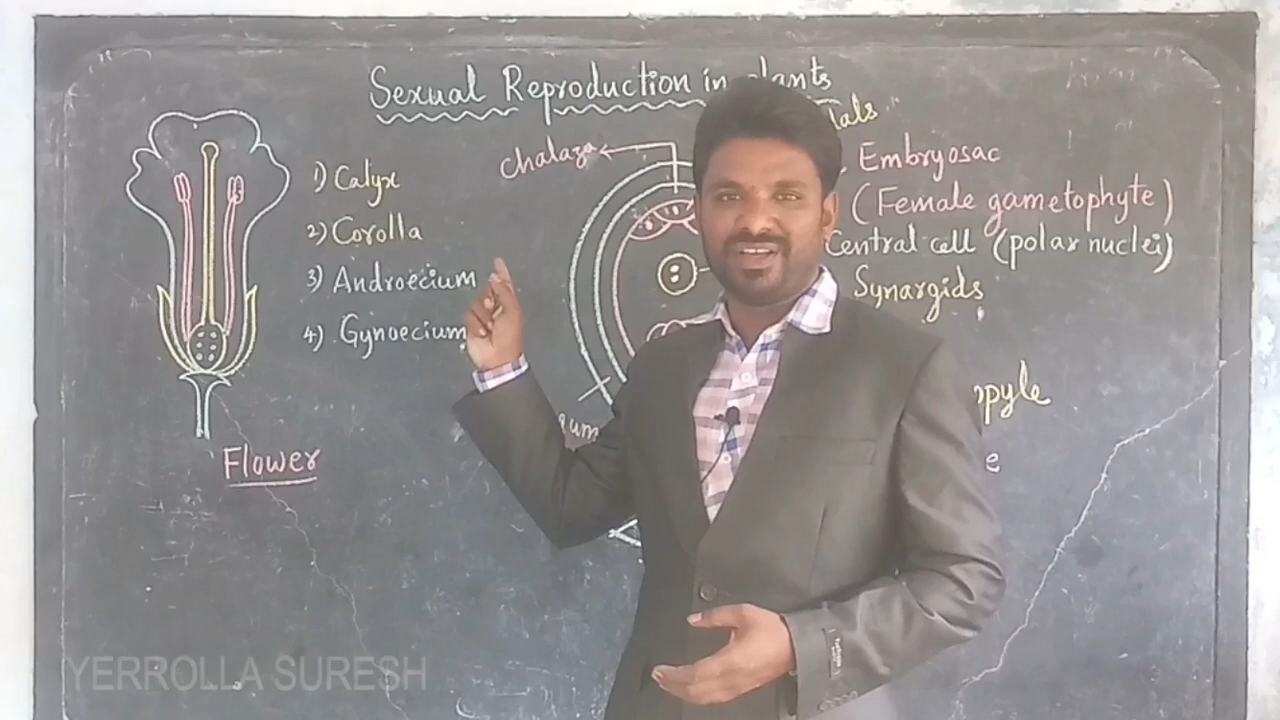 Sexual Reproduction in plants
Chalaza
1) Calyx
2) Corolla
3) Androecium
4) Gynoecium
Flower
Embryosac
(Female gametophyte)
Central cell (polar nuclei)
Synargids
YERROLLA SURESH